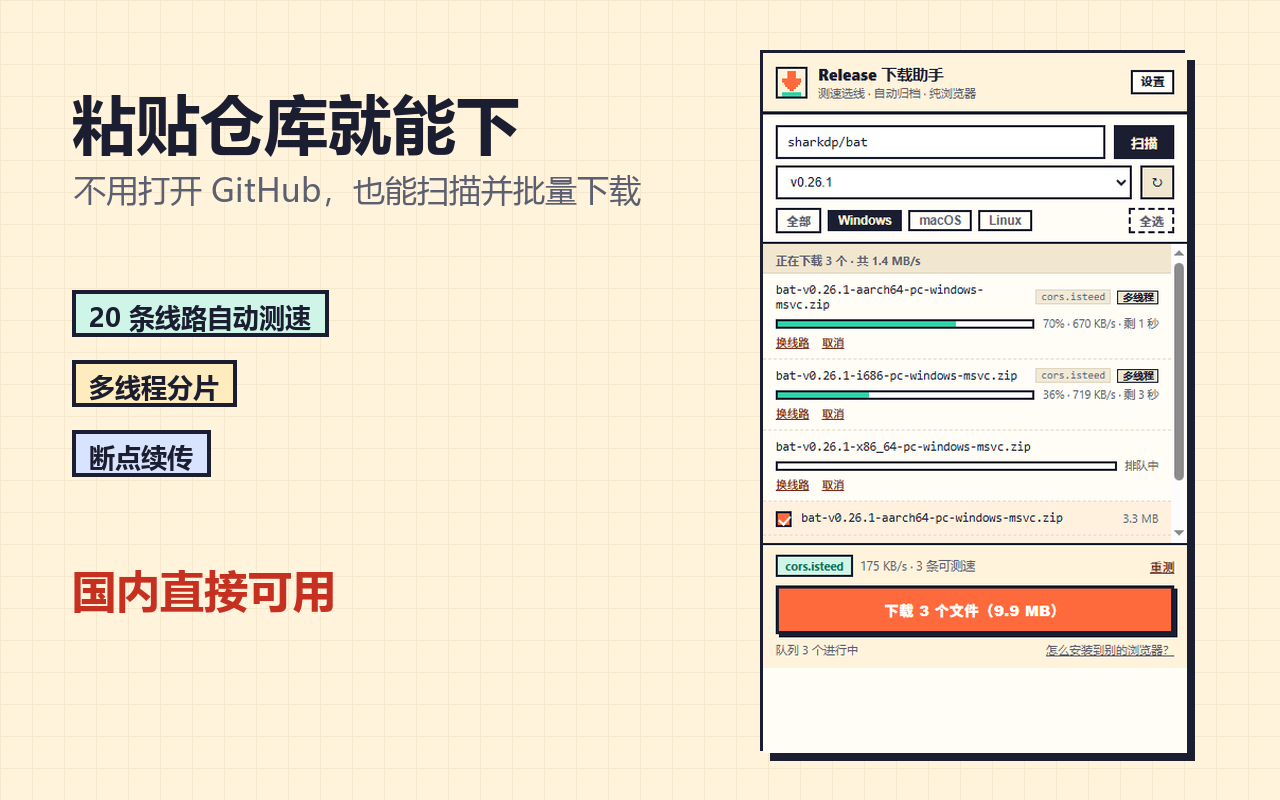 粘贴仓库就能下
不用打开 GitHub，也能扫描并批量下载
20 条线路自动测速
多线程分片
断点续传
国内直接可用
Release 下载助手
测速选线 · 自动归档 · 纯浏览器
设置
sharkdp/bat
扫描
v0.26.1
↻
全部
Windows
macOS
Linux
全选
正在下载 3 个 · 共 1.4 MB/s
bat-v0.26.1-aarch64-pc-windows-
msvc.zip
cors.isteed
多线程
70% · 670 KB/s · 剩 1 秒
换线路 取消
bat-v0.26.1-i686-pc-windows-msvc.zip
cors.isteed
多线程
36% · 719 KB/s · 剩 3 秒
换线路 取消
bat-v0.26.1-x86_64-pc-windows-msvc.zip
排队中
换线路 取消
bat-v0.26.1-aarch64-pc-windows-msvc.zip
3.3 MB
cors.isteed
175 KB/s · 3 条可测速
重测
下载 3 个文件（9.9 MB）
队列 3 个进行中
怎么安装到别的浏览器？